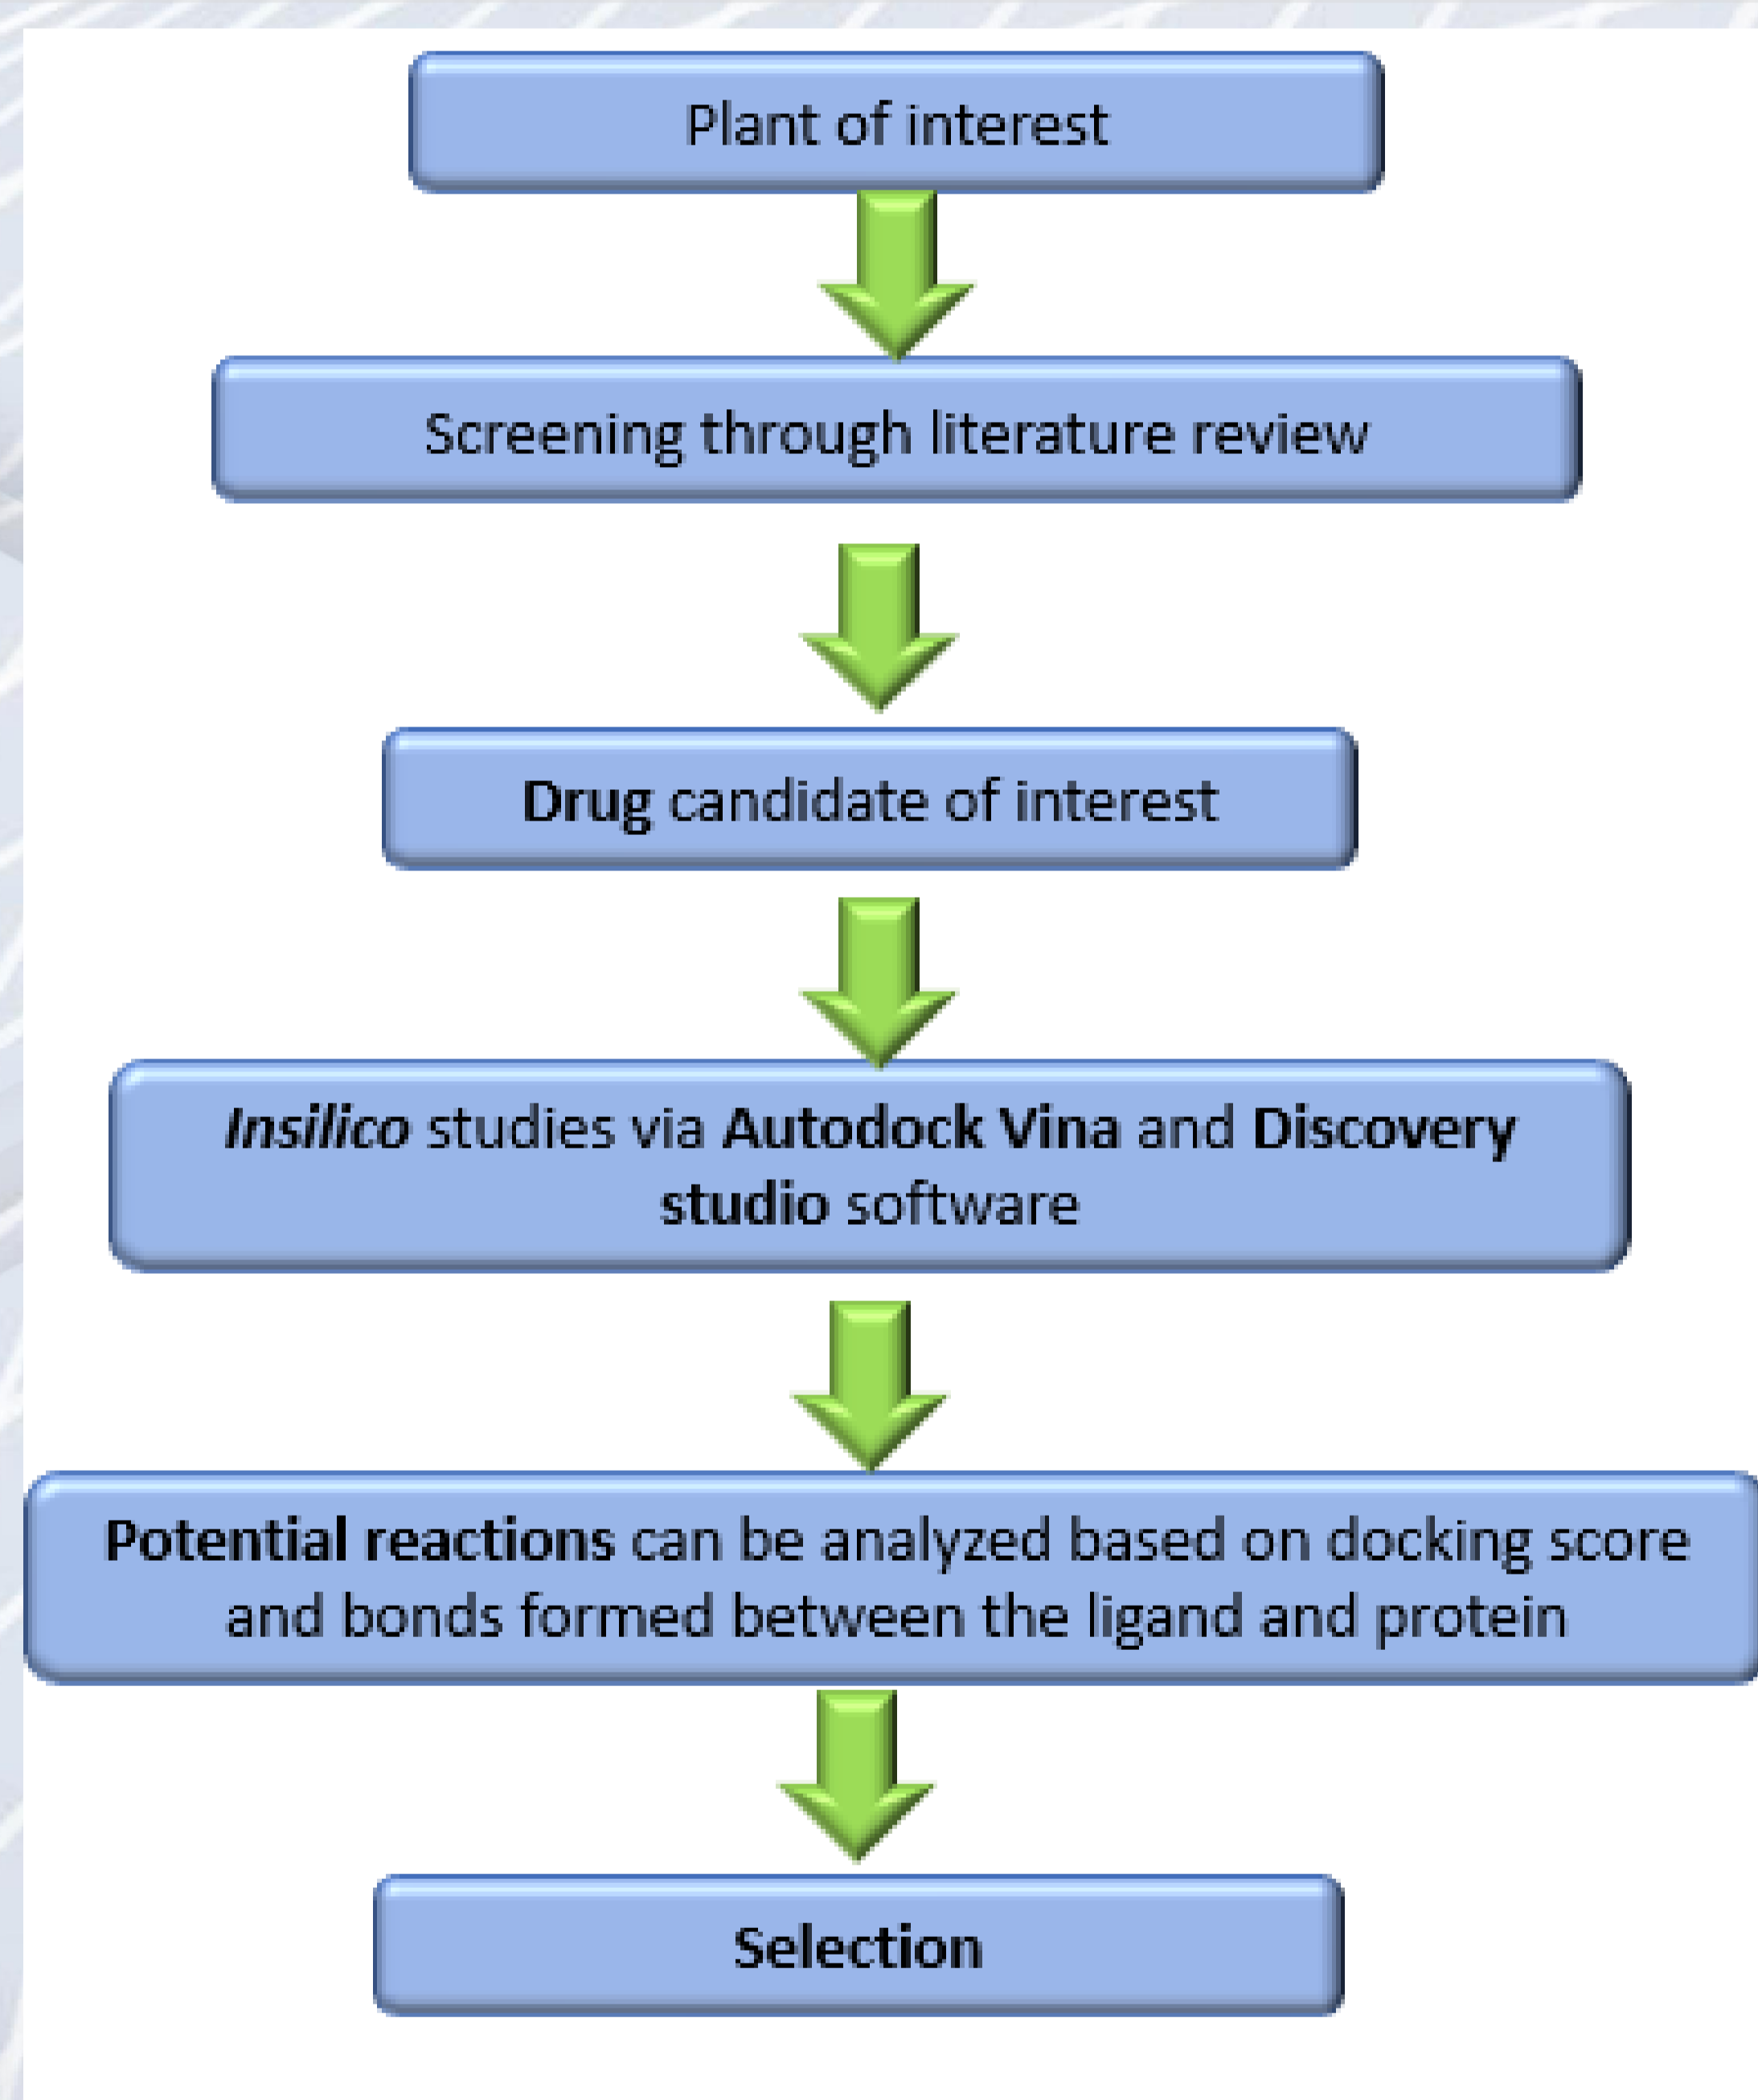 Plant of interest
Screening through literature review
Drug candidate of interest
Insilico studies via Autodock Vina and Discovery
studio software
Potential reactions can be analyzed based on docking score
and bonds formed between the ligand and protein
Selection